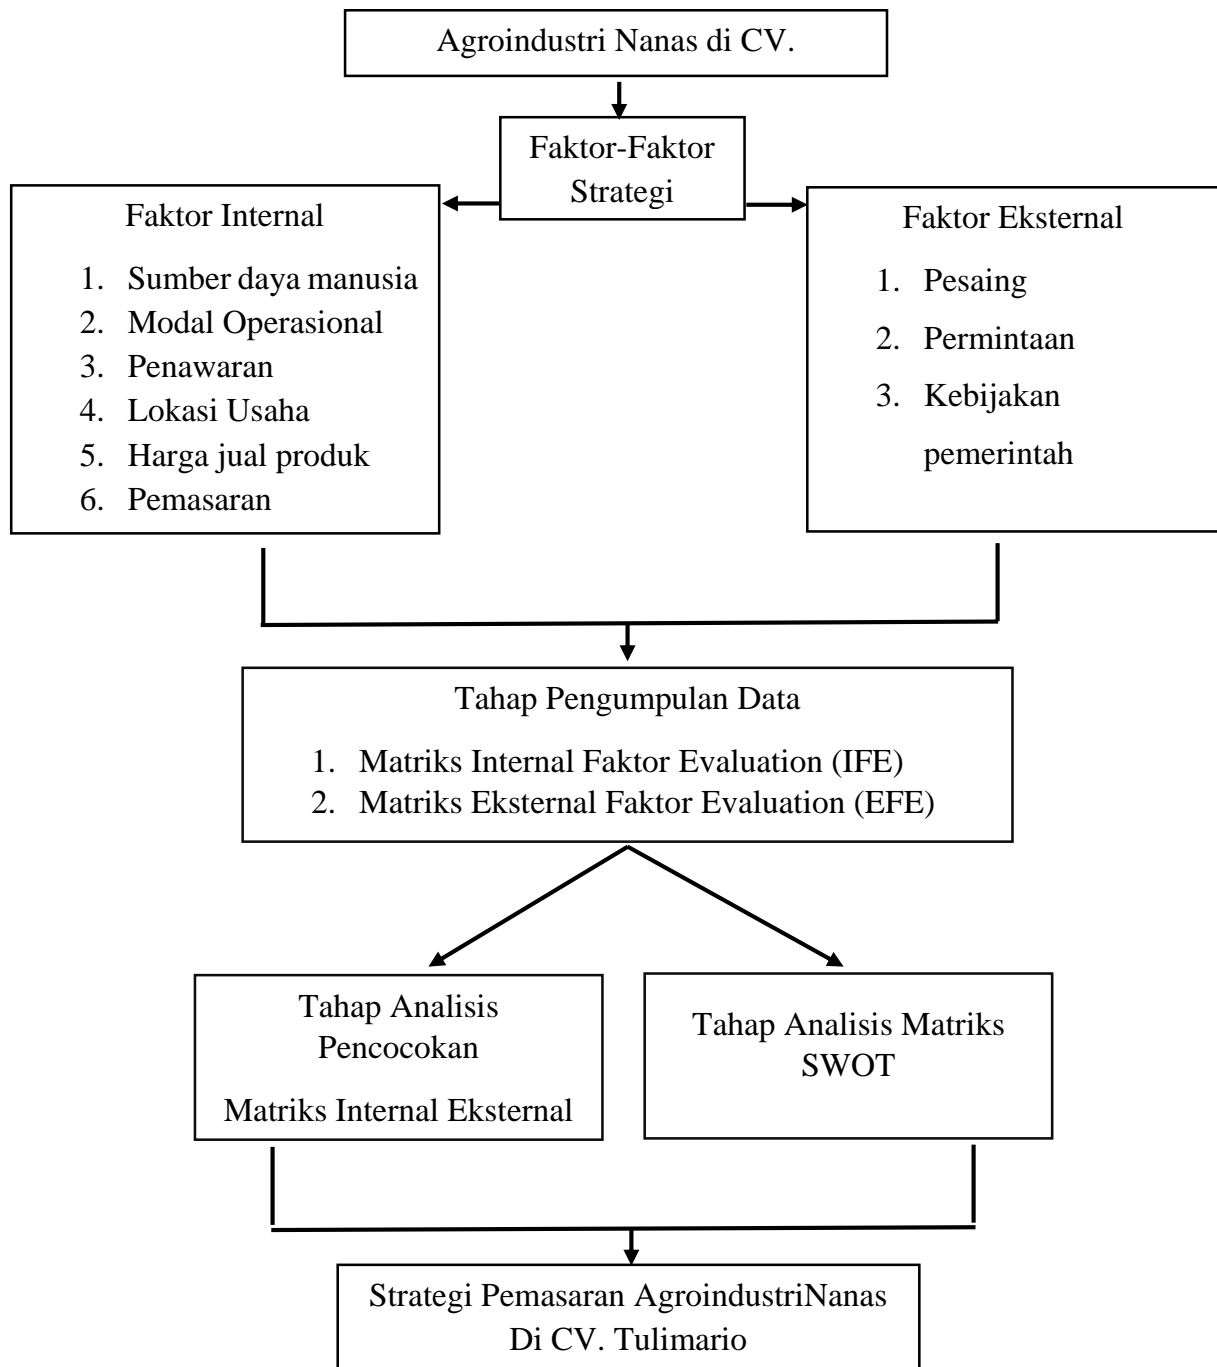 Agroindustri Nanas di CV.
Faktor-Faktor
Strategi
Faktor Internal
1. Sumber daya manusia
2. Modal Operasional
3. Penawaran
4. Lokasi Usaha
5. Harga jual produk
6. Pemasaran
Faktor Eksternal
1. Pesaing
2. Permintaan
3. Kebijakan
pemerintah
Tahap Pengumpulan Data
1. Matriks Internal Faktor Evaluation (IFE)
2. Matriks Eksternal Faktor Evaluation (EFE)
Tahap Analisis
Pencocokan
Matriks Internal Eksternal
Tahap Analisis Matriks
SWOT
Strategi Pemasaran AgroindustriNanas
Di CV. Tulimario